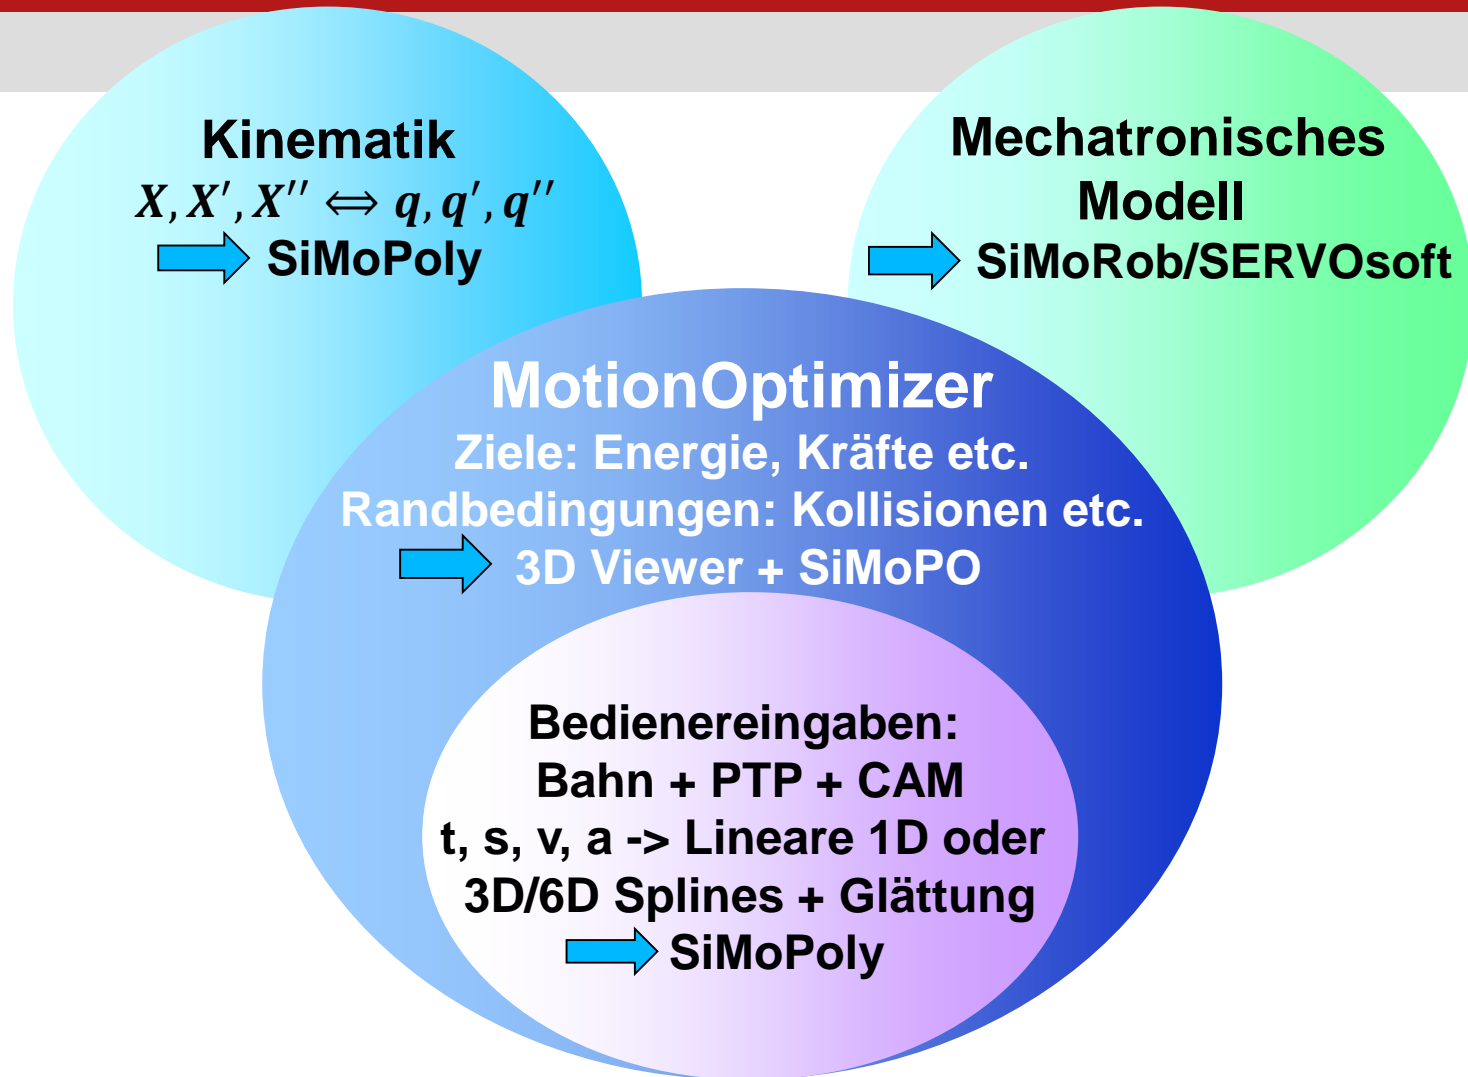 Kinematik
X, X′, X′′ ⟺ q, q′, q′′
SiMoPoly
Mechatronisches
Modell
SiMoRob/SERVOsoft
MotionOptimizer
Ziele: Energie, Kräfte etc.
Randbedingungen: Kollisionen etc.
3D Viewer + SiMoPO
Bedienereingaben:
Bahn + PTP + CAM
t, s, v, a -> Lineare 1D oder
3D/6D Splines + Glättung
SiMoPoly